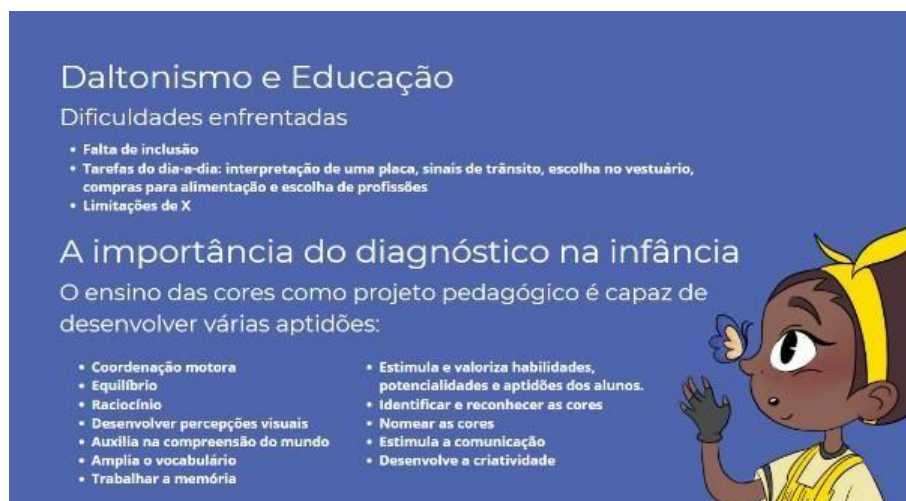 Daltonismo e Educação
Dificuldades enfrentadas
• Falta de inclusão
• Tarefas do dia-a-dia: interpretação de uma placa, sinais de trânsito, escolha no vestuário,
compras para alimentação e escolha de profissões
• Limitações de X
A importância do diagnóstico na infância
O ensino das cores como projeto pedagógico é capaz de
desenvolver várias aptidões:
• Coordenação motora
• Equilíbrio
• Raciocínio
• Desenvolver percepções visuais
• Auxilia na compreensão do mundo
• Amplia o vocabulário
• Trabalhar a memória
• Estimula e valoriza habilidades,
potencialidades e aptidões dos alunos.
• Identificar e reconhecer as cores
• Nomear as cores
• Estimula a comunicação
• Desenvolve a criatividade